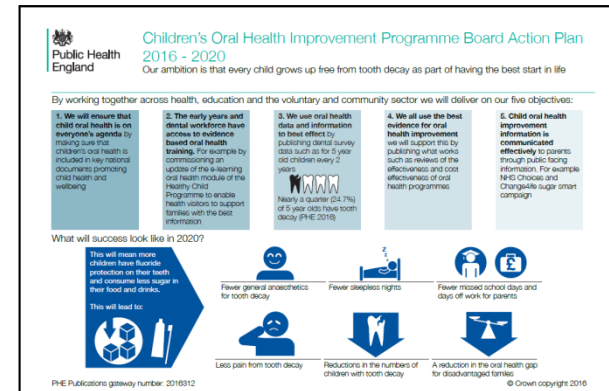 Public Health
England
Children's Oral Health Improvement Programme Board Action Plan
2016 - 2020
Our ambition is that every child grows up free from tooth decay as part of having the best start in life
By working together across health, education and the voluntary and community sector we will deliver on our five objectives:
1. We will ensure that
child oral health is on
everyone's agenda by
making sure that
children's oral health is
included in key national
documents promoting
child health and
wellbeing
2. The early years and
dental workforce have
access to evidence
based oral health
training. For example by
commissioning an
update of the e-learning
oral health module of the
Healthy Child
Programme to enable
health visitors to support
families with the best
information
3. We use oral health
data and information
to best effect by
publishing dental survey
data such as for 5 year
old children every 2
years
Nearly a quarter (24.7%)
of 5 year olds have tooth
decay (PHE 2016)
4. We all use the best
evidence for oral
health improvement
we will support this by
publishing what works
such as reviews of the
effectiveness and cost
effectiveness of oral
health programmes
5. Child oral health
improvement
information is
communicated
effectively to parents
through public facing
information. For example
NHS Choices and
Change4life sugar smart
campaign
What will success look like in 2020?
This will mean more
children have fluoride
protection on their teeth
and consume less sugar in
their food and drinks.
This will lead to:
Fewer general anaesthetics
for tooth decay
z
z
z
Fewer sleepless nights
£
Fewer missed school days and
days off work for parents
Less pain from tooth decay
Reductions in the numbers of
children with tooth decay
A reduction in the oral health gap
for disadvantaged familes
PHE Publications gateway number: 2016312
© Crown copyright 2016